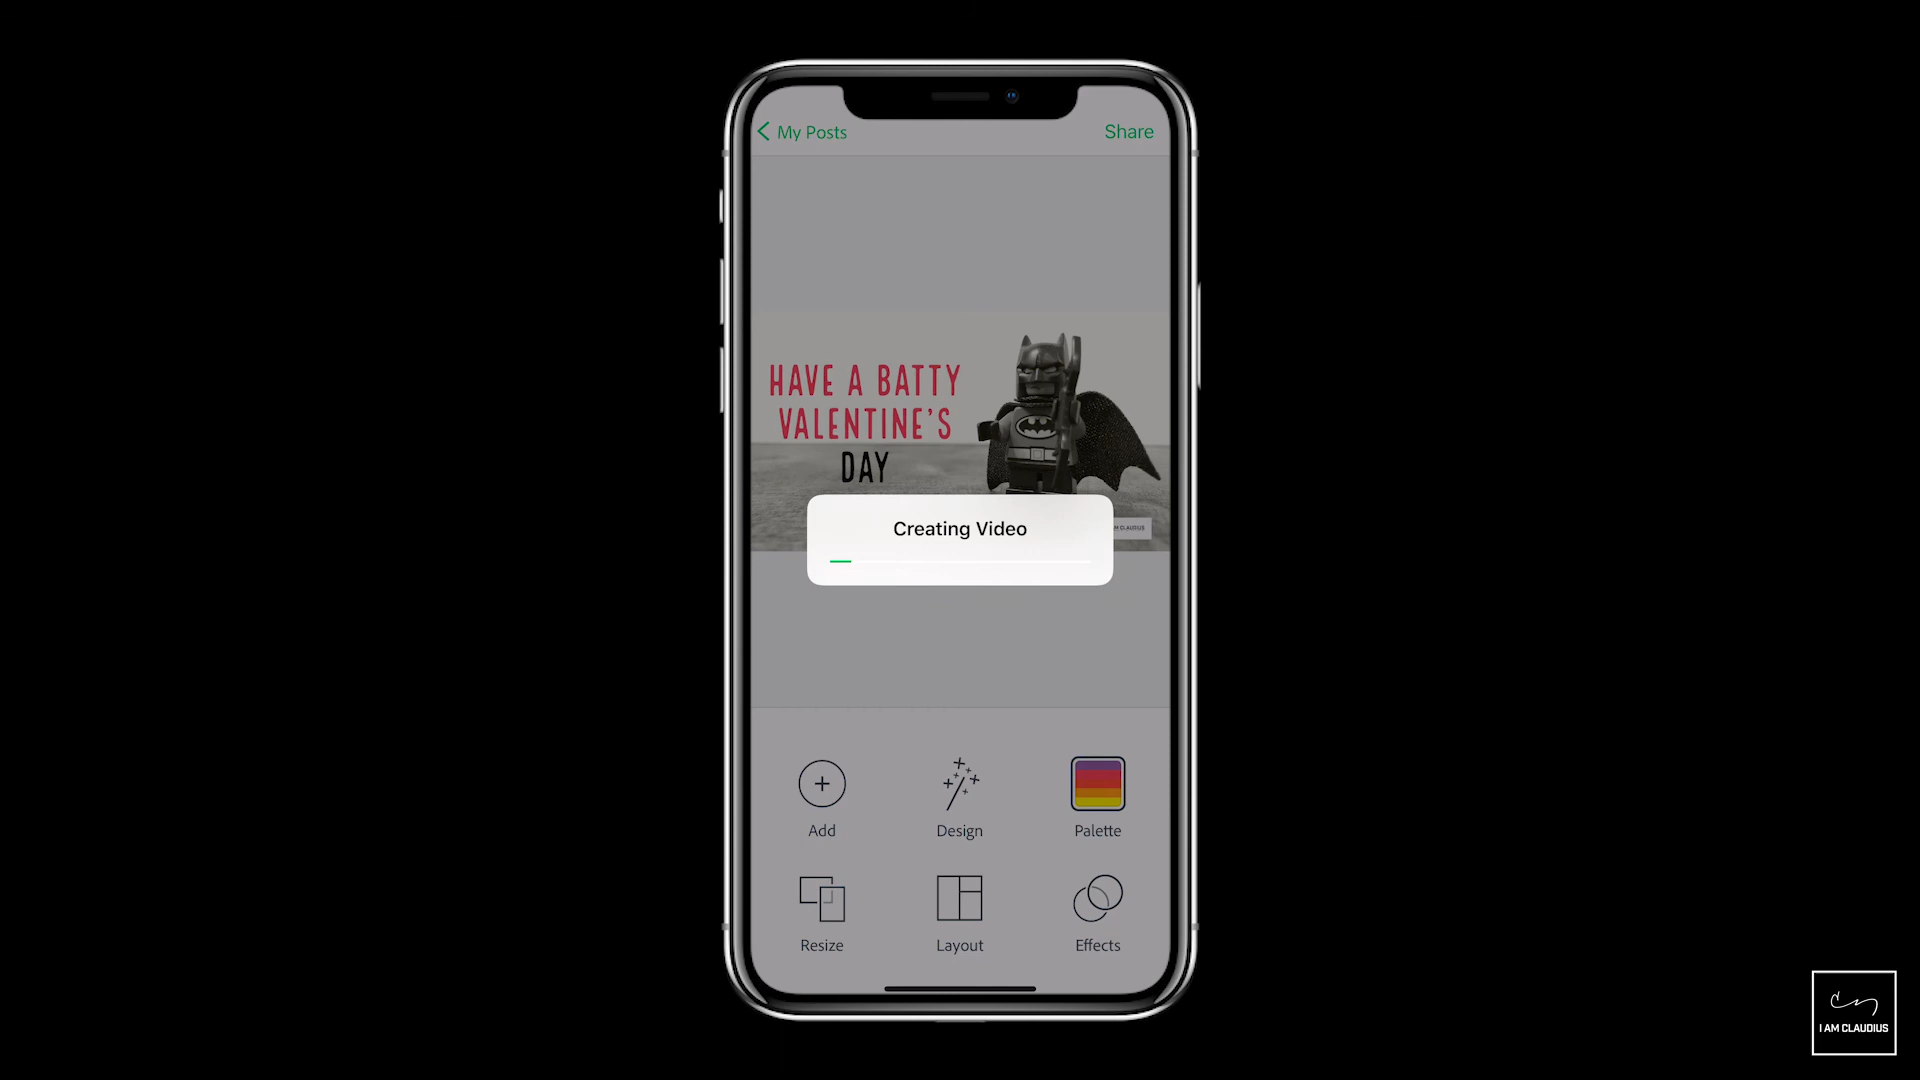 My Posts
Share
HAVE A BATTY
VALENTINE'S
DAY
Creating Video
Add
Design
Palette
Resize
Layout
Effects
I AM CLAUDIUS